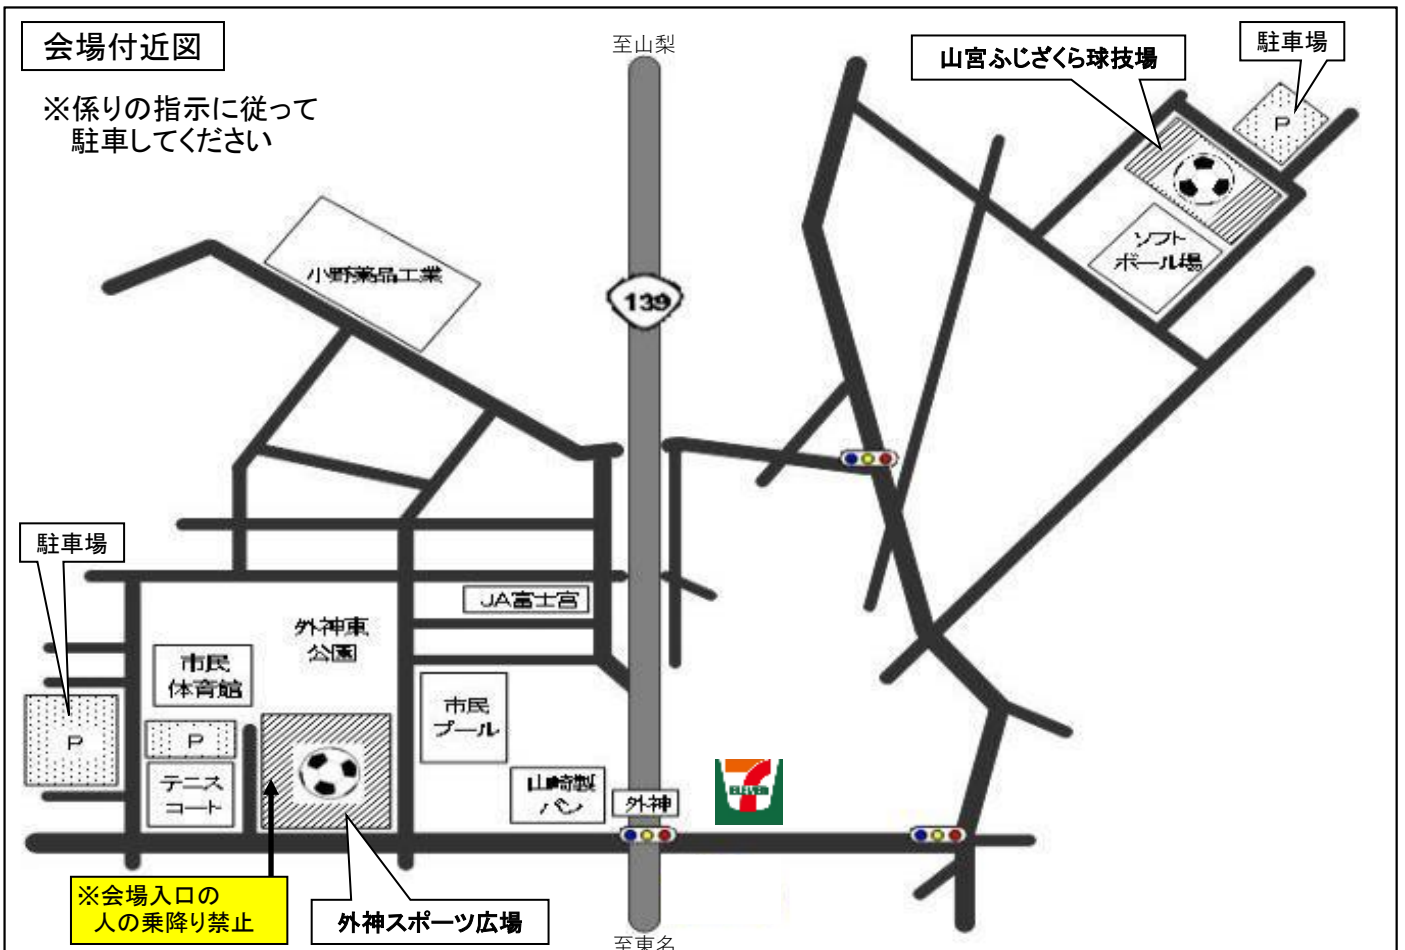 会場付近図
※係りの指示に従って
駐車してください
至山梨
山宮ふじざくら球技場
駐車場
P
ソフト
ボール場
小野薬品工業
139
駐車場
JA富士宮
外神東
公園
市民
体育館
市民
プール
P
P
テニス
コート
山崎製
パン
外神
ELEVEN
※会場入口の
人の乗降り禁止
外神スポーツ広場
至東名